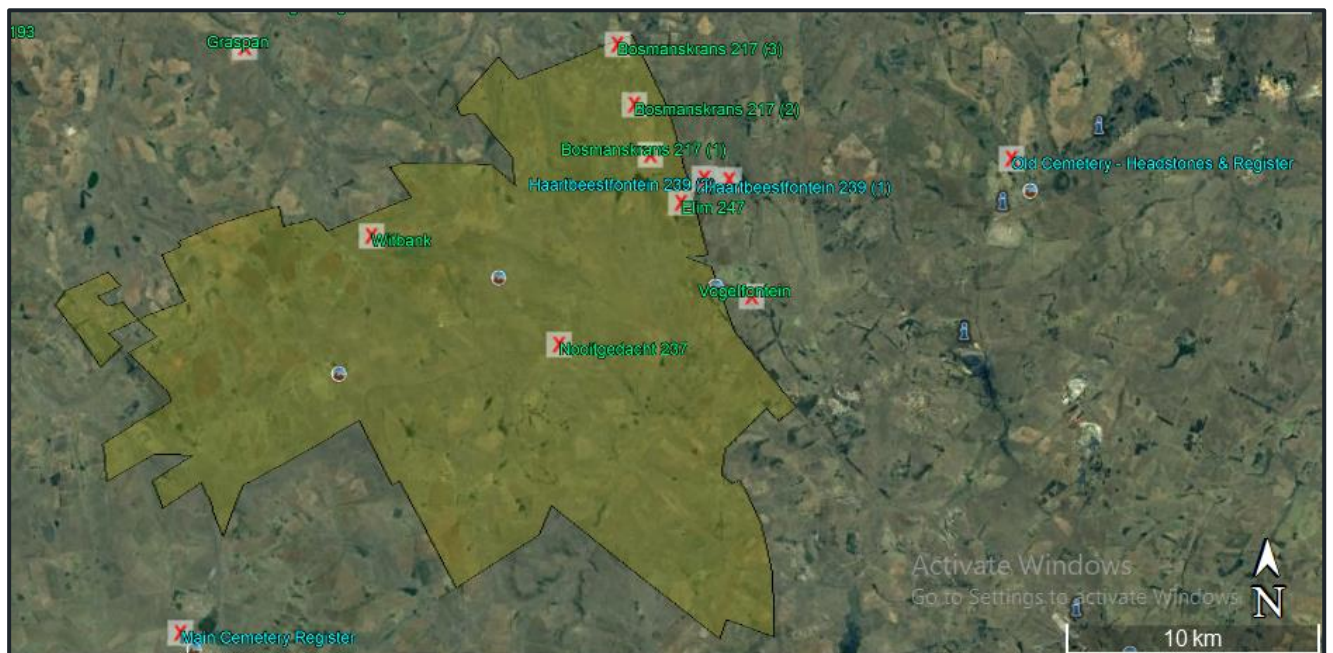 193
Graspan
Bosmanskrans 217 (3)
Bosmanskrans 217 (2)
Bosmanskrans 217 (1)
Old Cemetery - Headstones & Register
Haartbeestfontein 239
Haartbeestfontein 239 (1)
Elim 247
Witbank
Vogelfontein
Nooitgedacht 237
Activate Windows
Go to Settings to activate Windows.
N
Main Cemetery Register
10 km